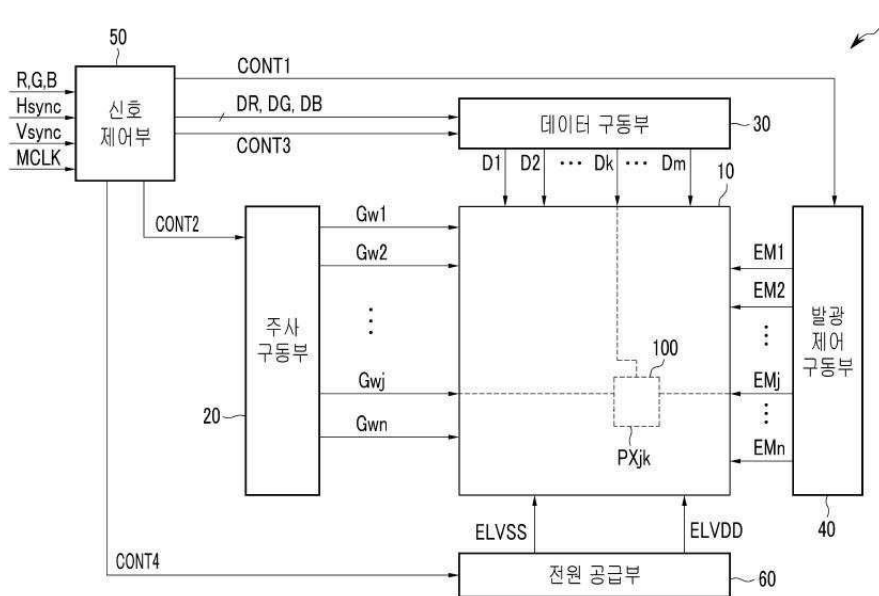 50
R,G,B
Hsync
Vsync
MCLK
신호
제어부
CONT1
DR, DG, DB
CONT3
데이터 구동부
30
D1 D2 ··· Dk ··· Dm
10
CONT2
Gw1
Gw2
⋮
Gwj
Gwn
주사
구동부
20
100
PXjk
EM1
EM2
⋮
EMj
⋮
EMn
발광
제어
구동부
40
ELVSS
ELVDD
CONT4
전원 공급부
60